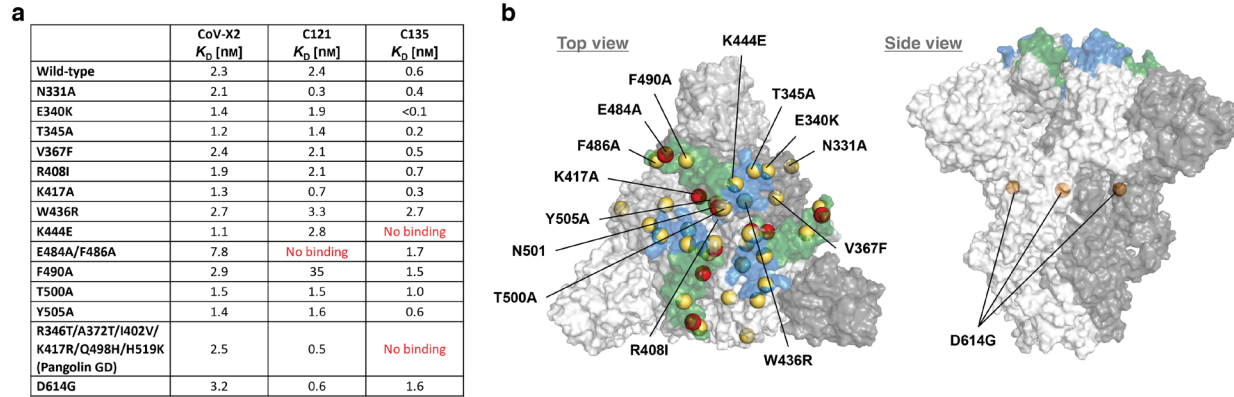 a
CoV-X2 C121 C135
KD [nM] KD [nM] KD [nM]
Wild-type 2.3 2.4 0.6
N331A 2.1 0.3 0.4
E340K 1.4 1.9 <0.1
T345A 1.2 1.4 0.2
V367F 2.4 2.1 0.5
R408I 1.9 2.1 0.7
K417A 1.3 0.7 0.3
W436R 2.7 3.3 2.7
K444E 1.1 2.8 No binding
E484A/F486A 7.8 No binding 1.7
F490A 2.9 35 1.5
T500A 1.5 1.5 1.0
Y505A 1.4 1.6 0.6
R346T/A372T/I402V/
K417R/Q498H/H519K 2.5 0.5 No binding
(Pangolin GD)
D614G 3.2 0.6 1.6
b
Top view
K444E
F490A
T345A
E484A
E340K
F486A
N331A
K417A
Y505A
N501
V367F
T500A
R408I
W436R
Side view
D614G